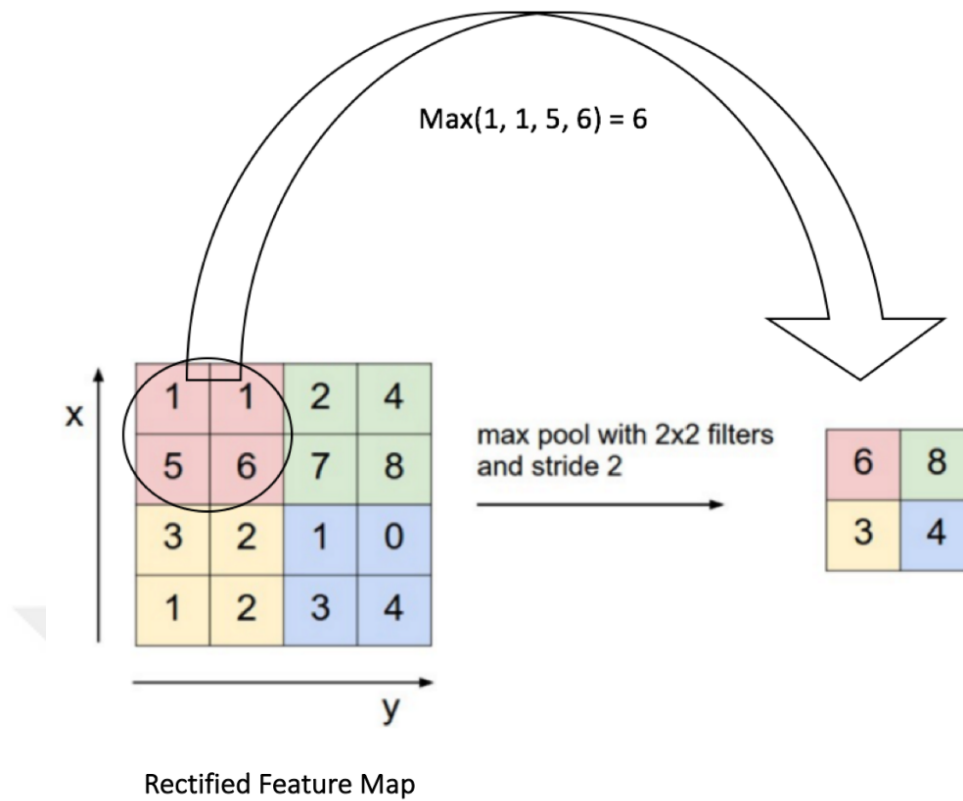 Max(1, 1, 5, 6) = 6
x
1 1 2 4
5 6 7 8
3 2 1 0
1 2 3 4
y
max pool with 2x2 filters
and stride 2
6 8
3 4
Rectified Feature Map